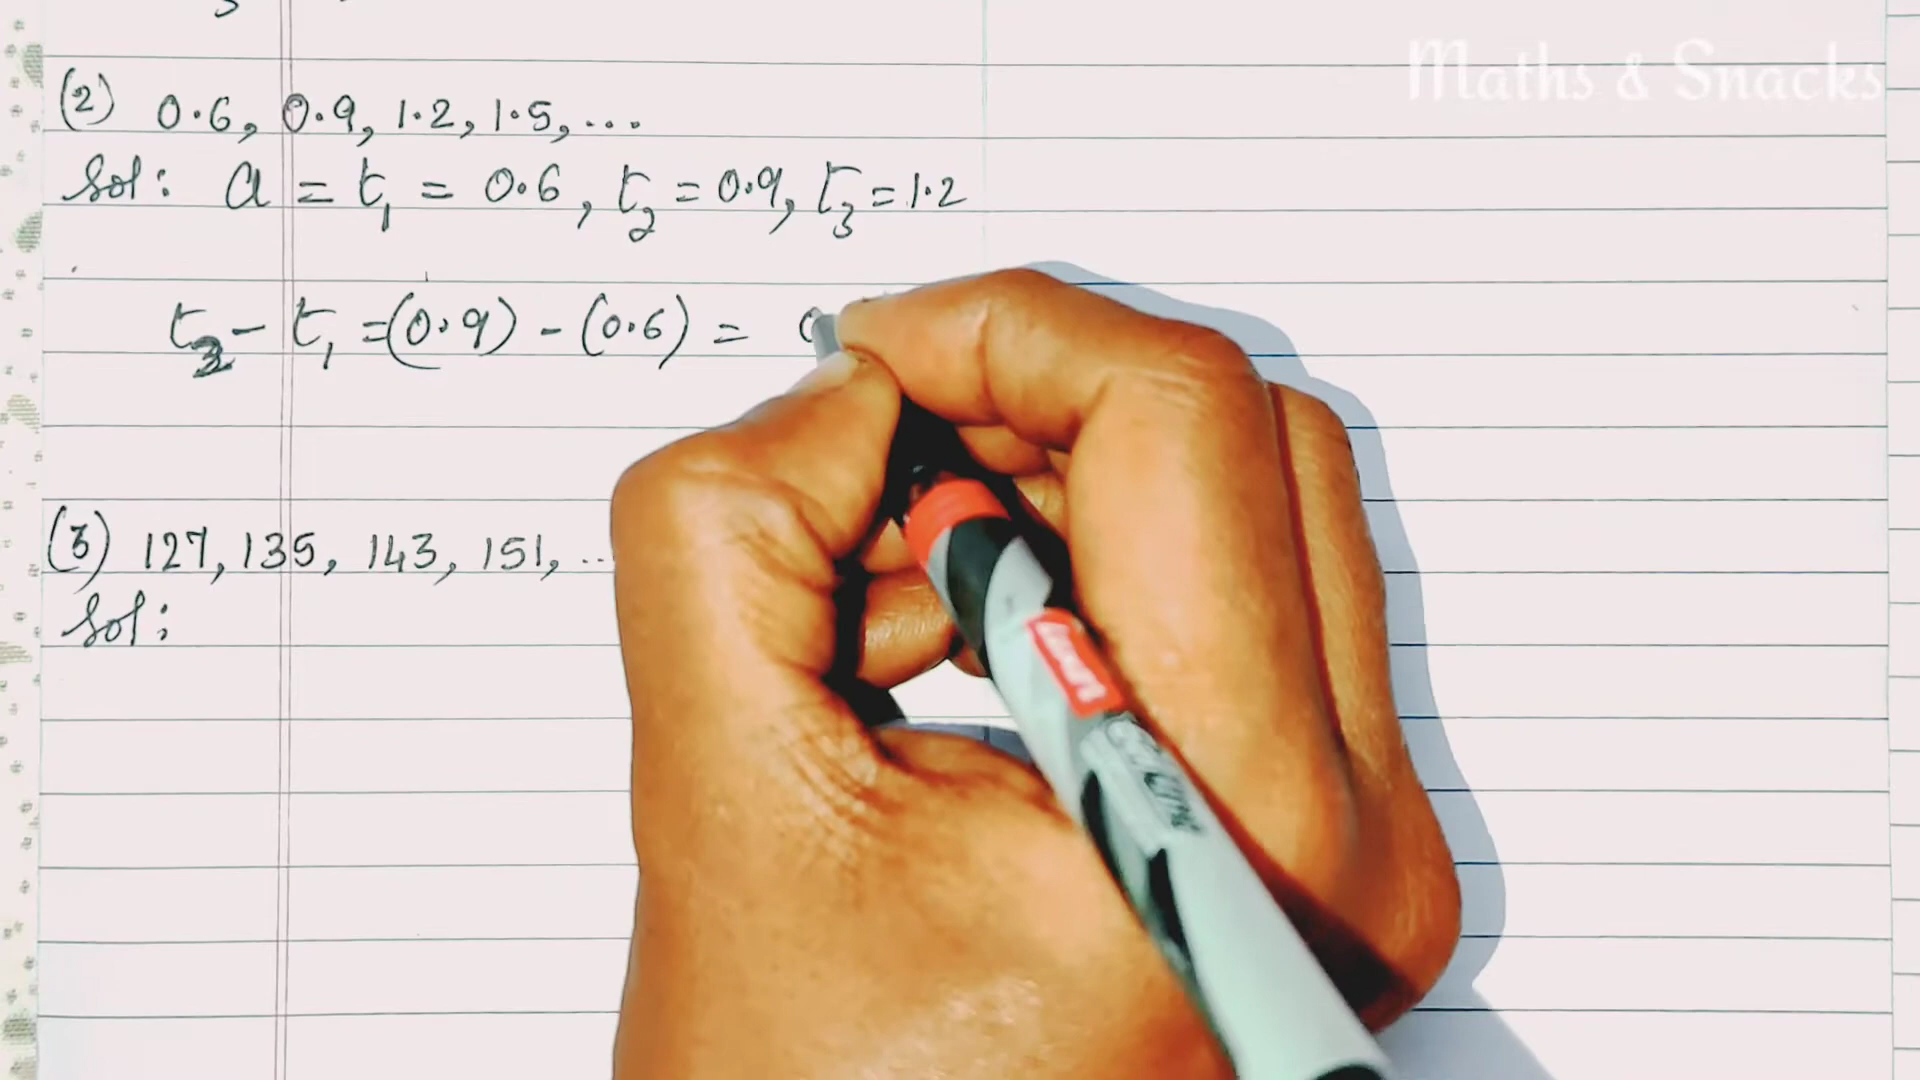 Maths & Snacks
(2) 0.6, 0.9, 1.2, 1.5, ...
Sol: a = t₁ = 0.6, t₂ = 0.9, t₃ = 1.2
t₂ - t₁ = (0.9) - (0.6) = 0
(3) 127, 135, 143, 151, ..
Sol: